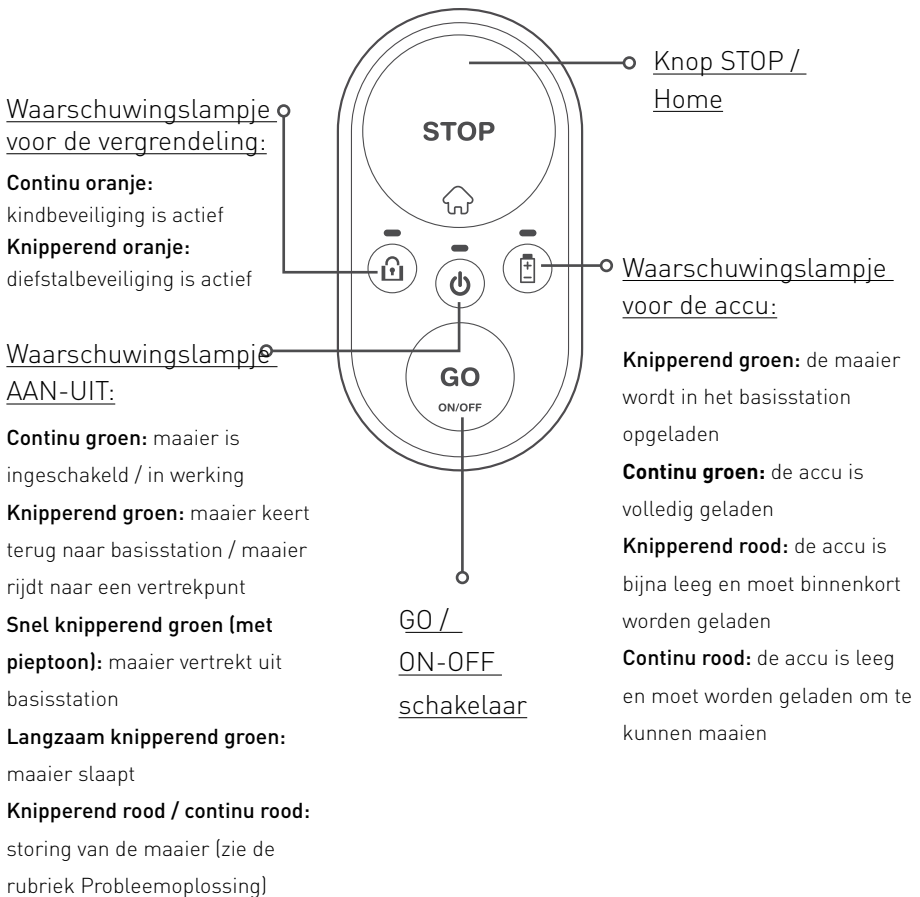 Knop STOP /
Home
Waarschuwingslampje
voor de vergrendeling:
Continu oranje:
kindbeveiliging is actief
Knipperend oranje:
diefstalbeveiliging is actief
Waarschuwingslampje
AAN-UIT:
Continu groen: maaier is
ingeschakeld / in werking
Knipperend groen: maaier keert
terug naar basisstation / maaier
rijdt naar een vertrekpunt
Snel knipperend groen (met
pieptoon): maaier vertrekt uit
basisstation
Langzaam knipperend groen:
maaier slaapt
Knipperend rood / continu rood:
storing van de maaier (zie de
rubriek Probleemoplossing)
STOP
GO
ON/OFF
GO /
ON-OFF
schakelaar
Waarschuwingslampje
voor de accu:
Knipperend groen: de maaier
wordt in het basisstation
opgeladen
Continu groen: de accu is
volledig geladen
Knipperend rood: de accu is
bijna leeg en moet binnenkort
worden geladen
Continu rood: de accu is leeg
en moet worden geladen om te
kunnen maaien